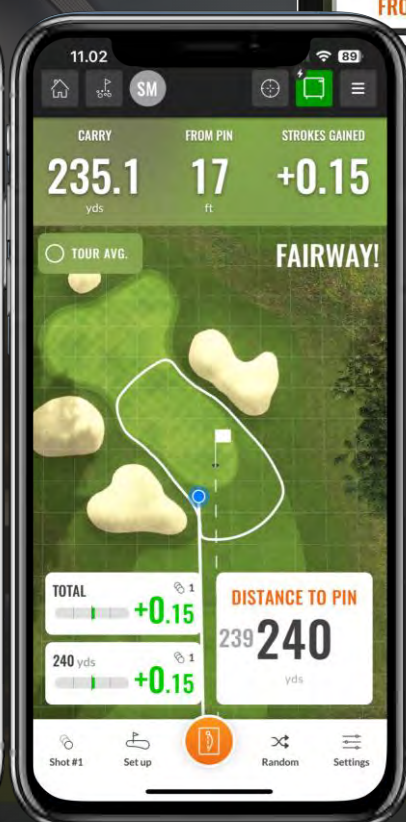 FRO
11.02
89
SM
CARRY FROM PIN STROKES GAINED
235.1 17 +0.15
yds ft
TOUR AVG. FAIRWAY!
TOTAL 1
+0.15
DISTANCE TO PIN
239 240
yds
240 yds 1
+0.15
Shot #1 Set up Random Settings